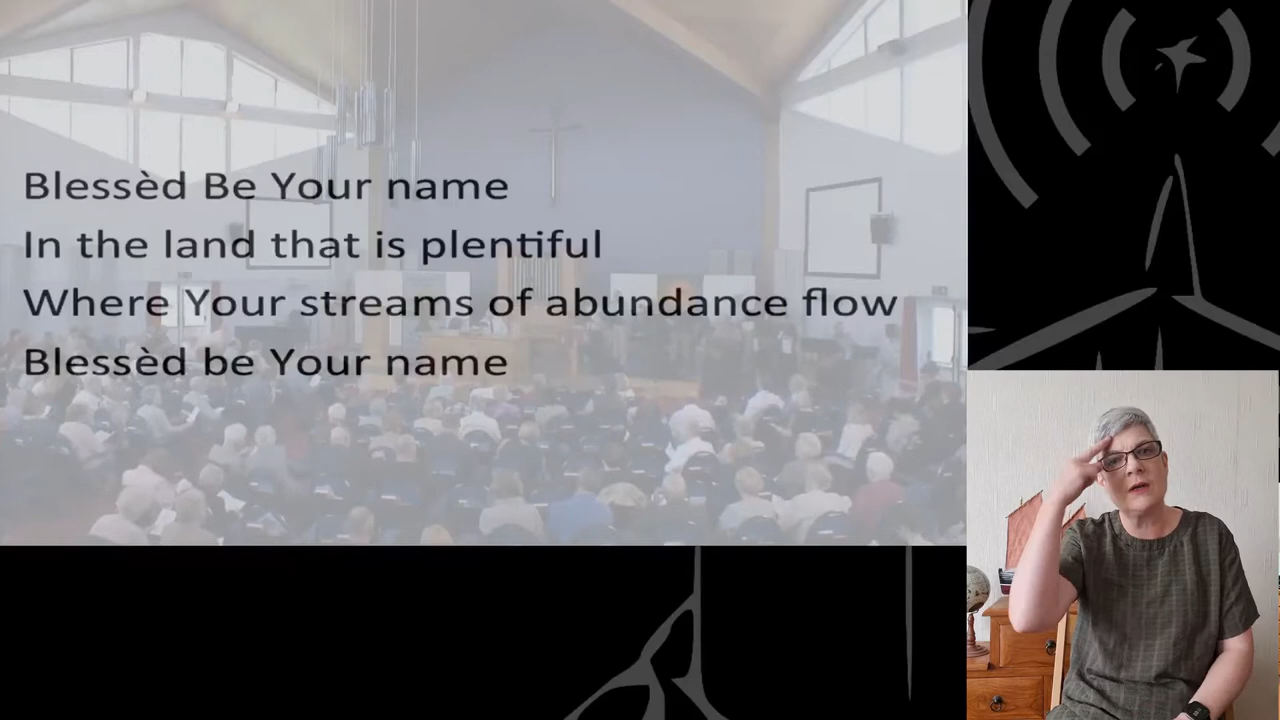 Blessèd Be Your name
In the land that is plentiful
Where Your streams of abundance flow
Blessèd be Your name